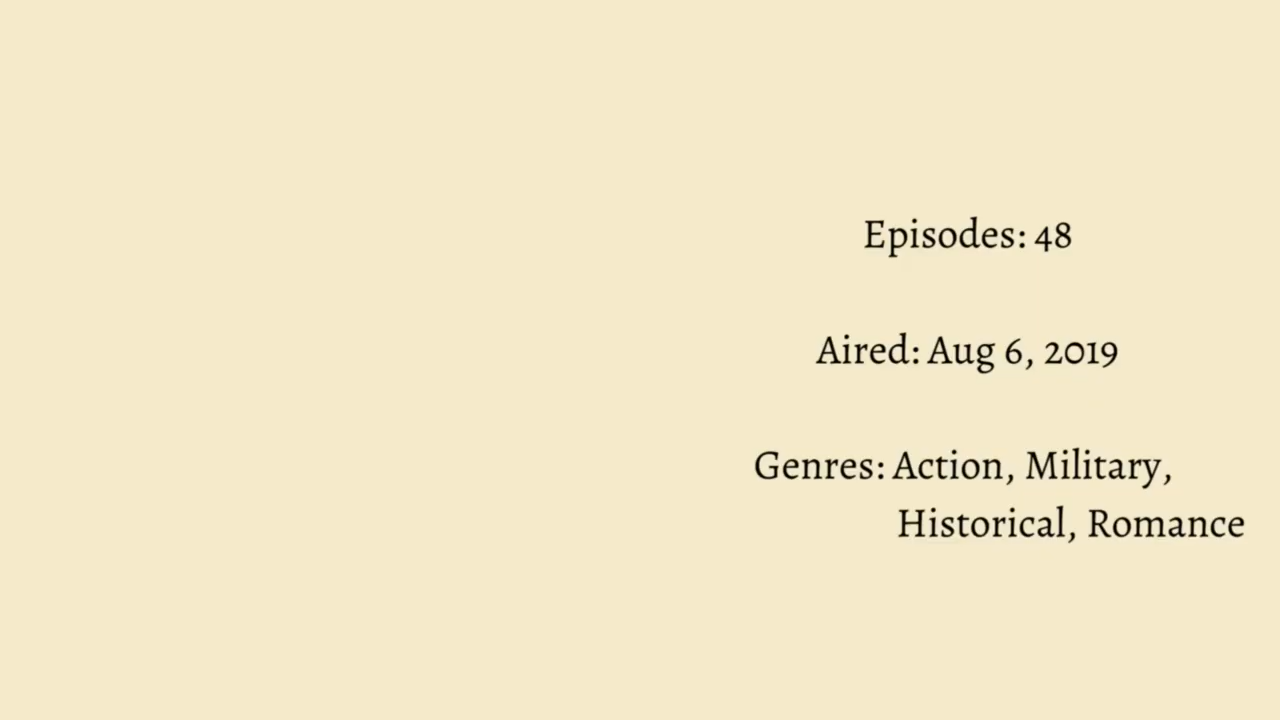 Episodes: 48
Aired: Aug 6, 2019
Genres: Action, Military,
Historical, Romance